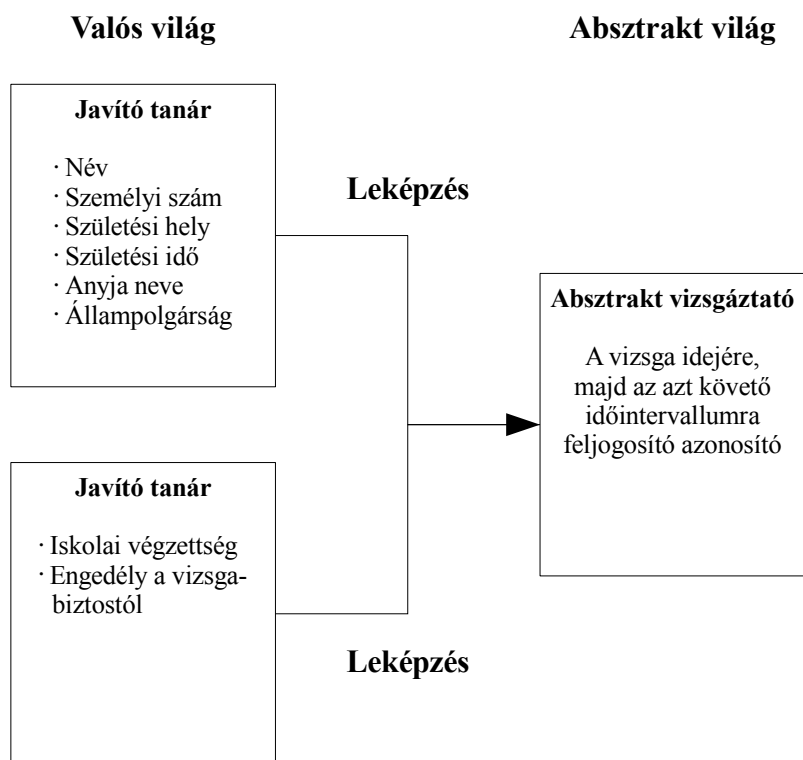 Valós világ
Absztrakt világ
Javító tanár
· Név
· Személyi szám
· Születési hely
· Születési idő
· Anyja neve
· Állampolgárság
Leképzés
Absztrakt vizsgáztató
A vizsga idejére,
majd az azt követő
időintervallumra
feljogosító azonosító
Javító tanár
· Iskolai végzettség
· Engedély a vizsga-
biztostól
Leképzés